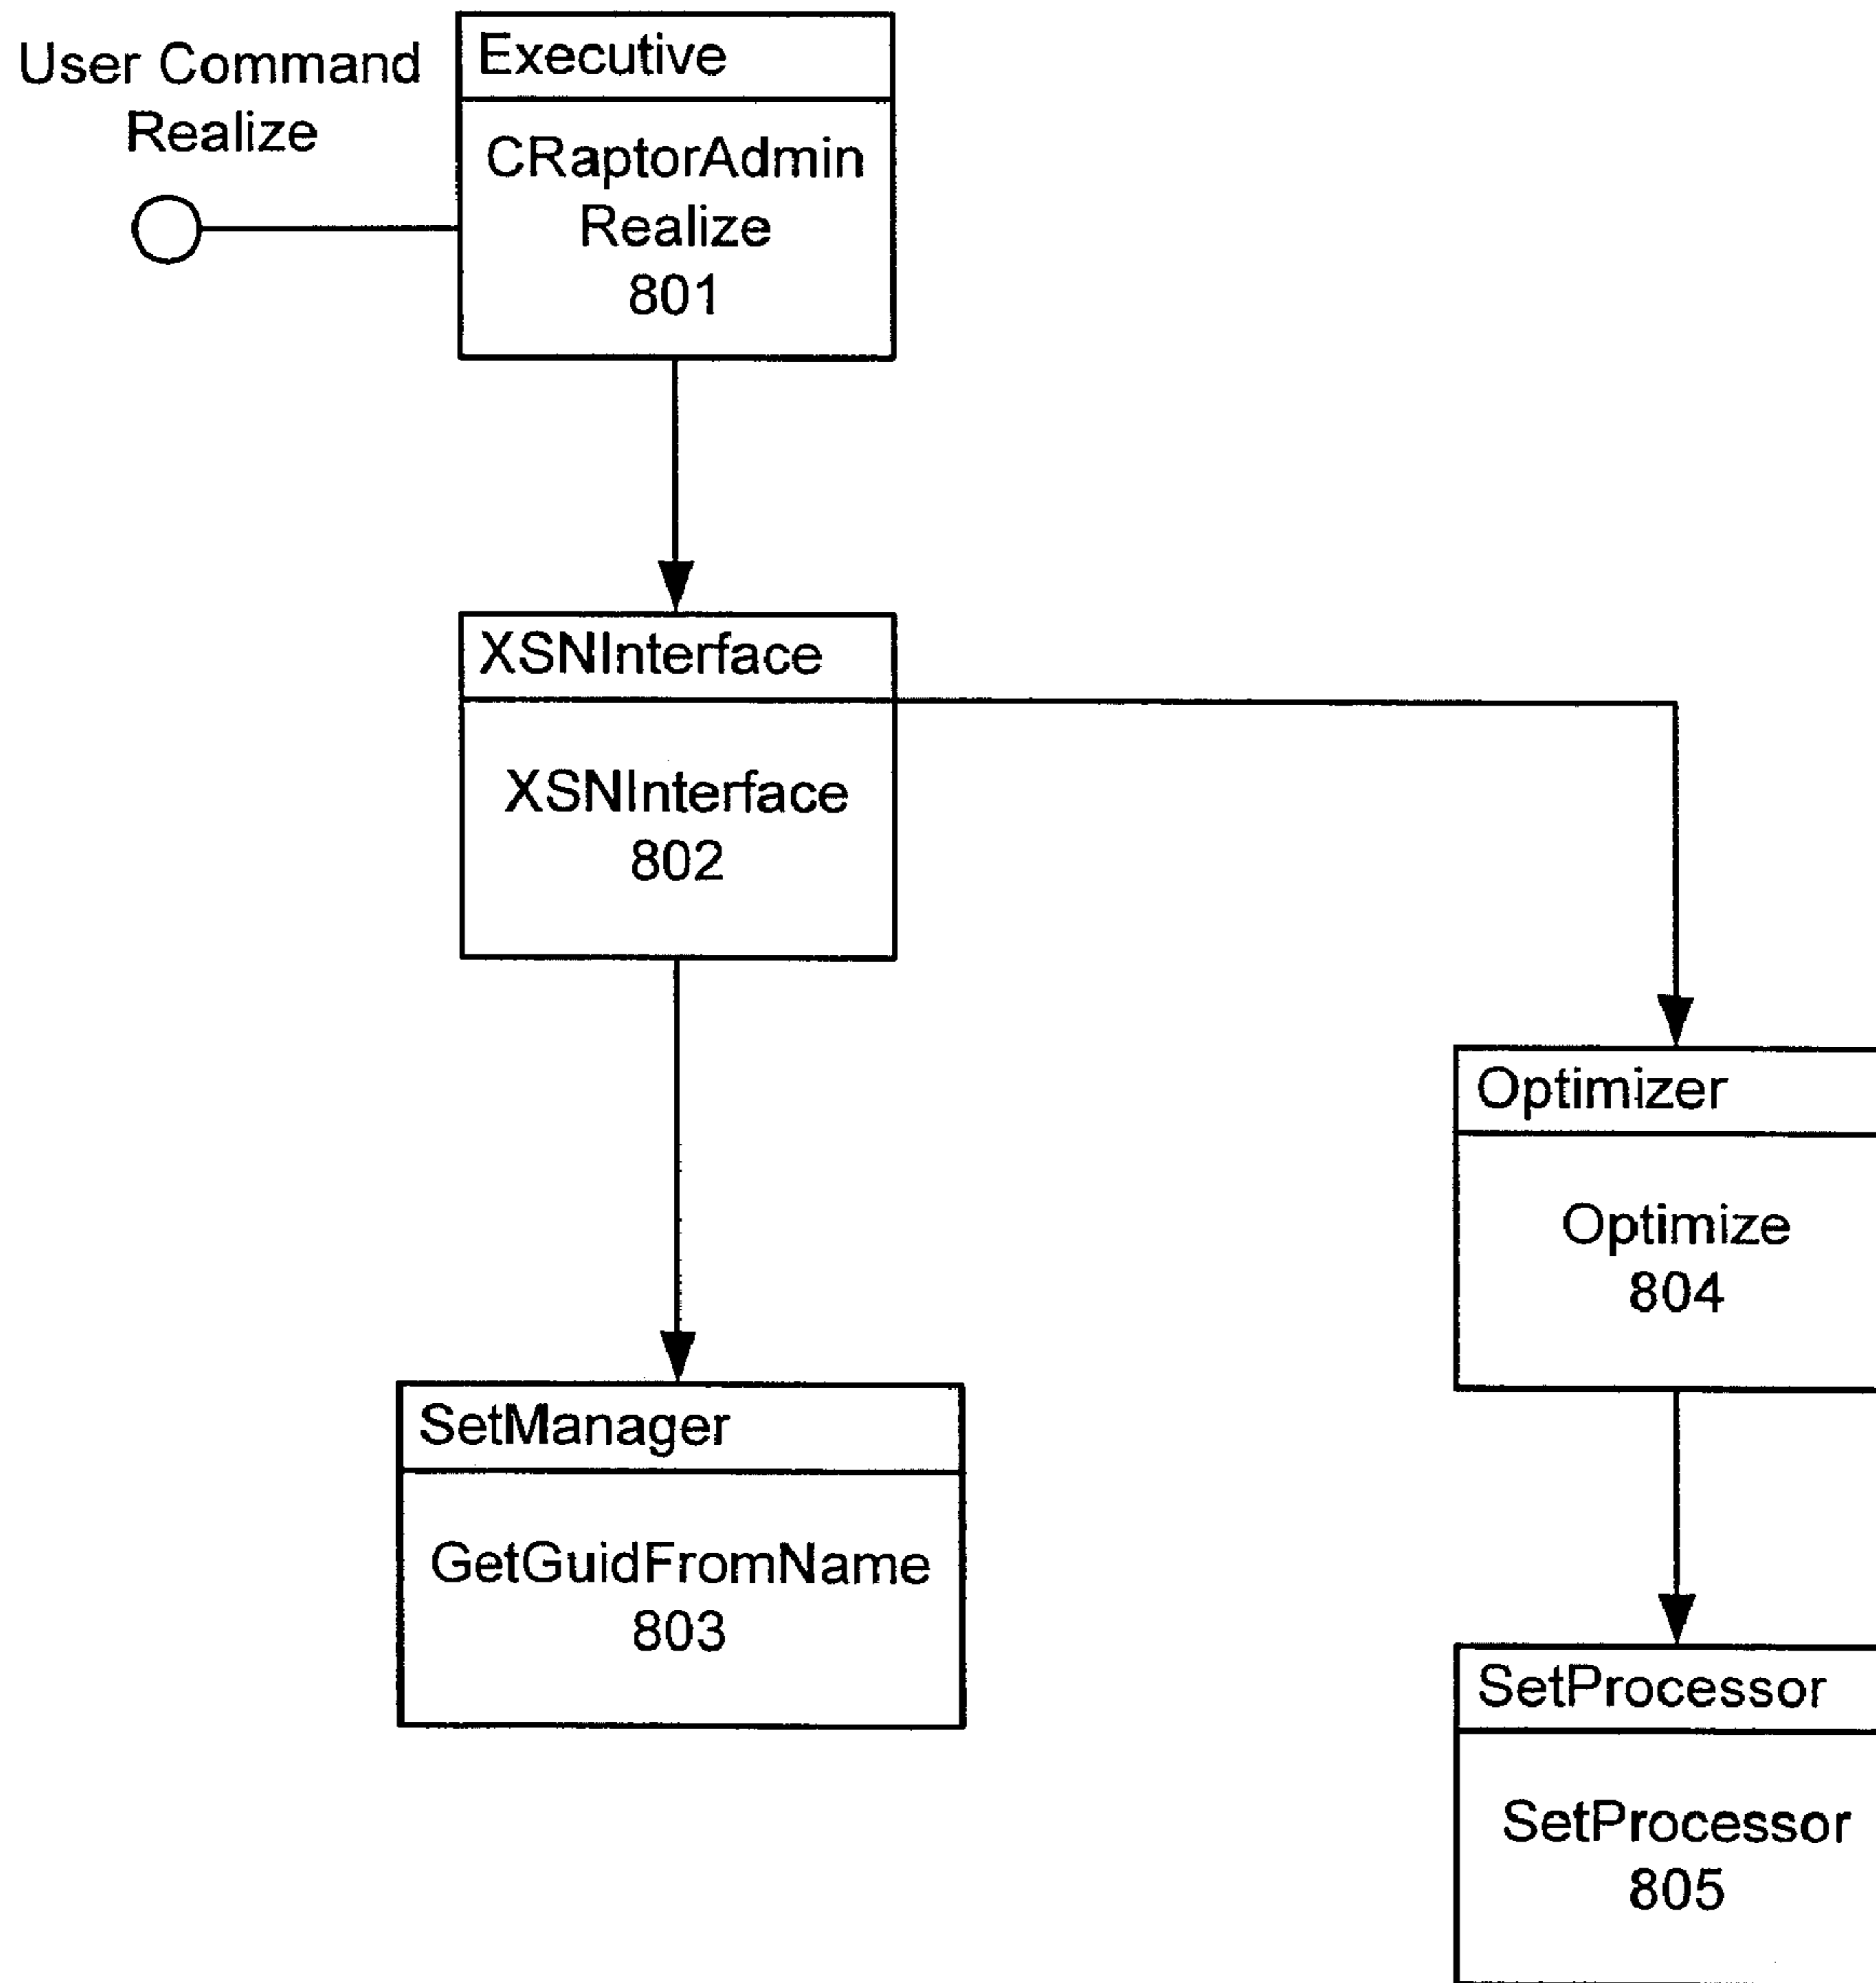 User Command
Realize
Executive
CRaptorAdmin
Realize
801
XSNInterface
XSNInterface
802
Optimizer
Optimize
804
SetManager
GetGuidFromName
803
SetProcessor
SetProcessor
805